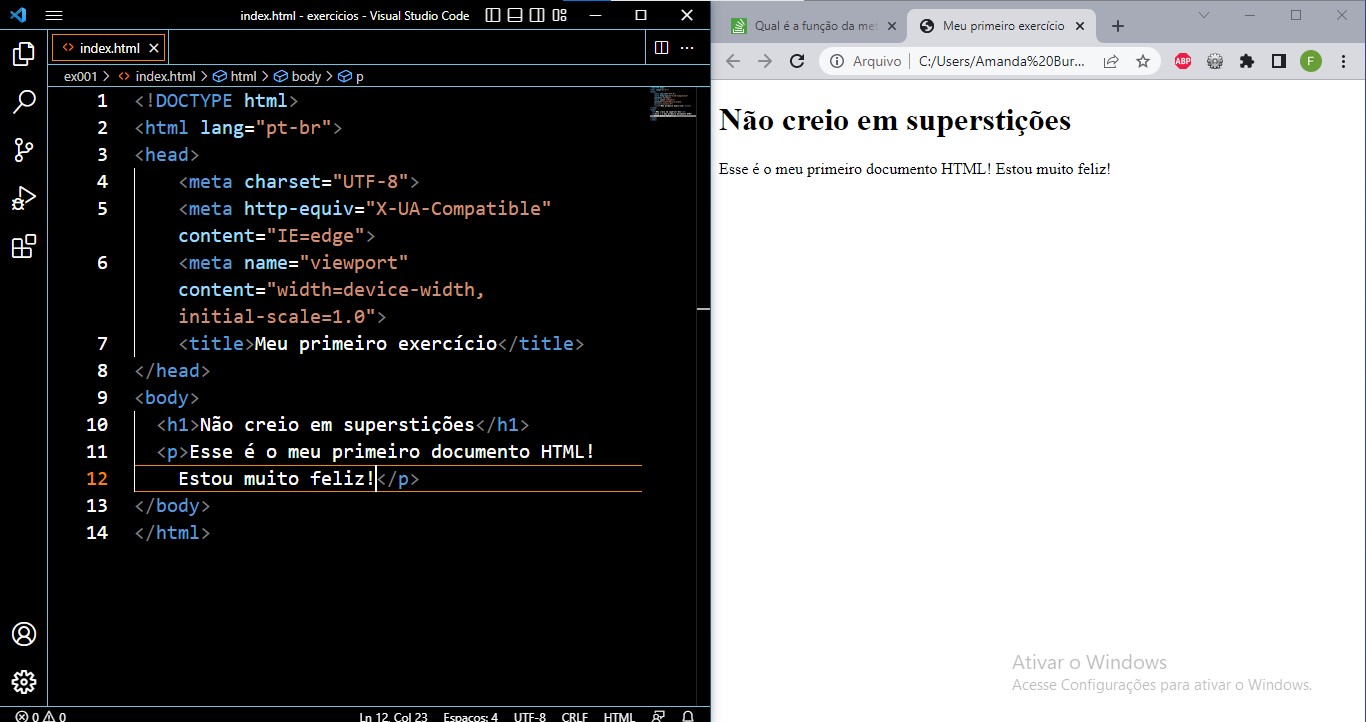 index.html - exercicios - Visual Studio Code
index.html
ex001 > index.html > html > body > p
1 <!DOCTYPE html>
2 <html lang="pt-br">
3 <head>
4 <meta charset="UTF-8">
5 <meta http-equiv="X-UA-Compatible"
content="IE=edge">
6 <meta name="viewport"
content="width=device-width,
initial-scale=1.0">
7 <title>Meu primeiro exercício</title>
8 </head>
9 <body>
10 <h1>Não creio em superstições</h1>
11 <p>Esse é o meu primeiro documento HTML!
12 Estou muito feliz!</p>
13 </body>
14 </html>
0 0 Ln 12, Col 23 Espaços: 4 UTF-8 CRLF HTML
Qual é a função da met
Meu primeiro exercício
Arquivo C:/Users/Amanda%20Bur...
ABP
F
Não creio em superstições
Esse é o meu primeiro documento HTML! Estou muito feliz!
Ativar o Windows
Acesse Configurações para ativar o Windows.